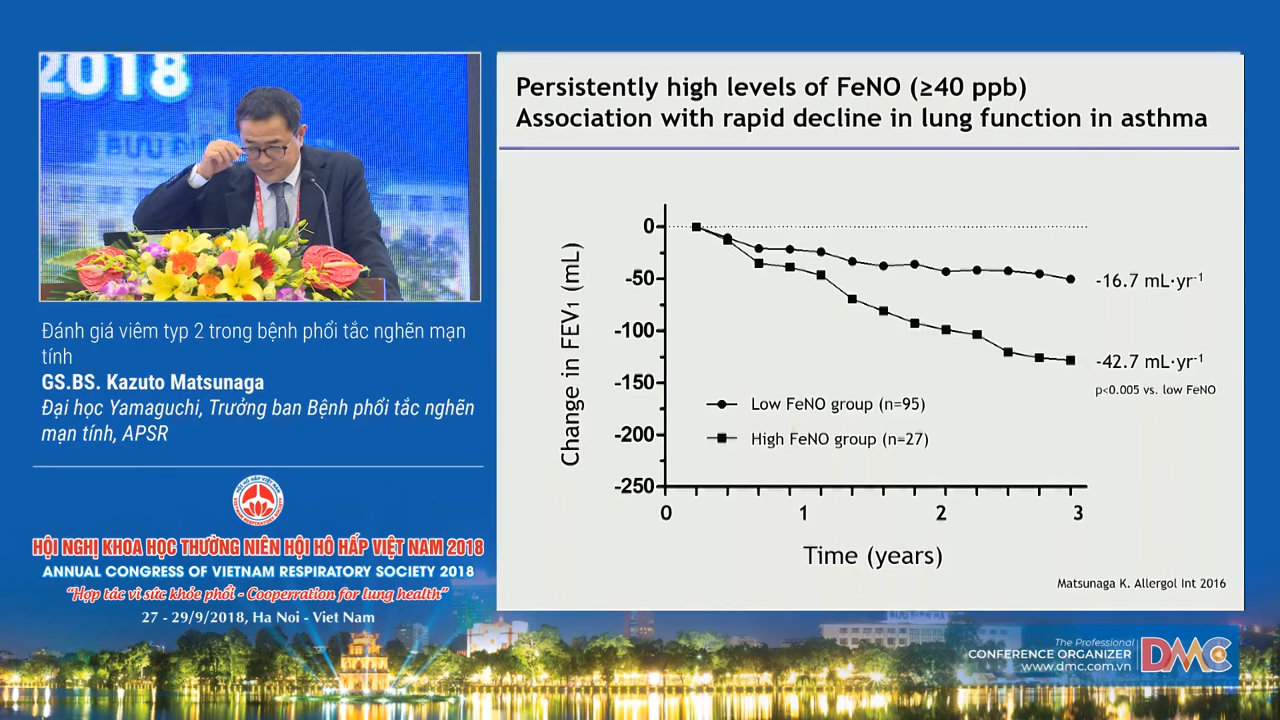 2018
BƯU ĐI
Đánh giá viêm typ 2 trong bệnh phổi tắc nghẽn mạn
tính
GS.BS. Kazuto Matsunaga
Đại học Yamaguchi, Trưởng ban Bệnh phổi tắc nghẽn
mạn tính, APSR
HỘI NGHỊ KHOA HỌC THƯỜNG NIÊN HỘI HÔ HẤP VIỆT NAM 2018
ANNUAL CONGRESS OF VIETNAM RESPIRATORY SOCIETY 2018
"Hợp tác vì sức khỏe phổi - Cooperration for lung health"
27 - 29/9/2018, Ha Noi - Viet Nam
Persistently high levels of FeNO (≥40 ppb)
Association with rapid decline in lung function in asthma
Change in FEV1 (mL)
0
-50
-100
-150
-200
-250
-16.7 mL·yr-1
-42.7 mL·yr-1
p<0.005 vs. low FeNO
Low FeNO group (n=95)
High FeNO group (n=27)
0 1 2 3
Time (years)
Matsunaga K. Allergol Int 2016
The Professional
CONFERENCE ORGANIZER
www.dmc.com.vn
DMC